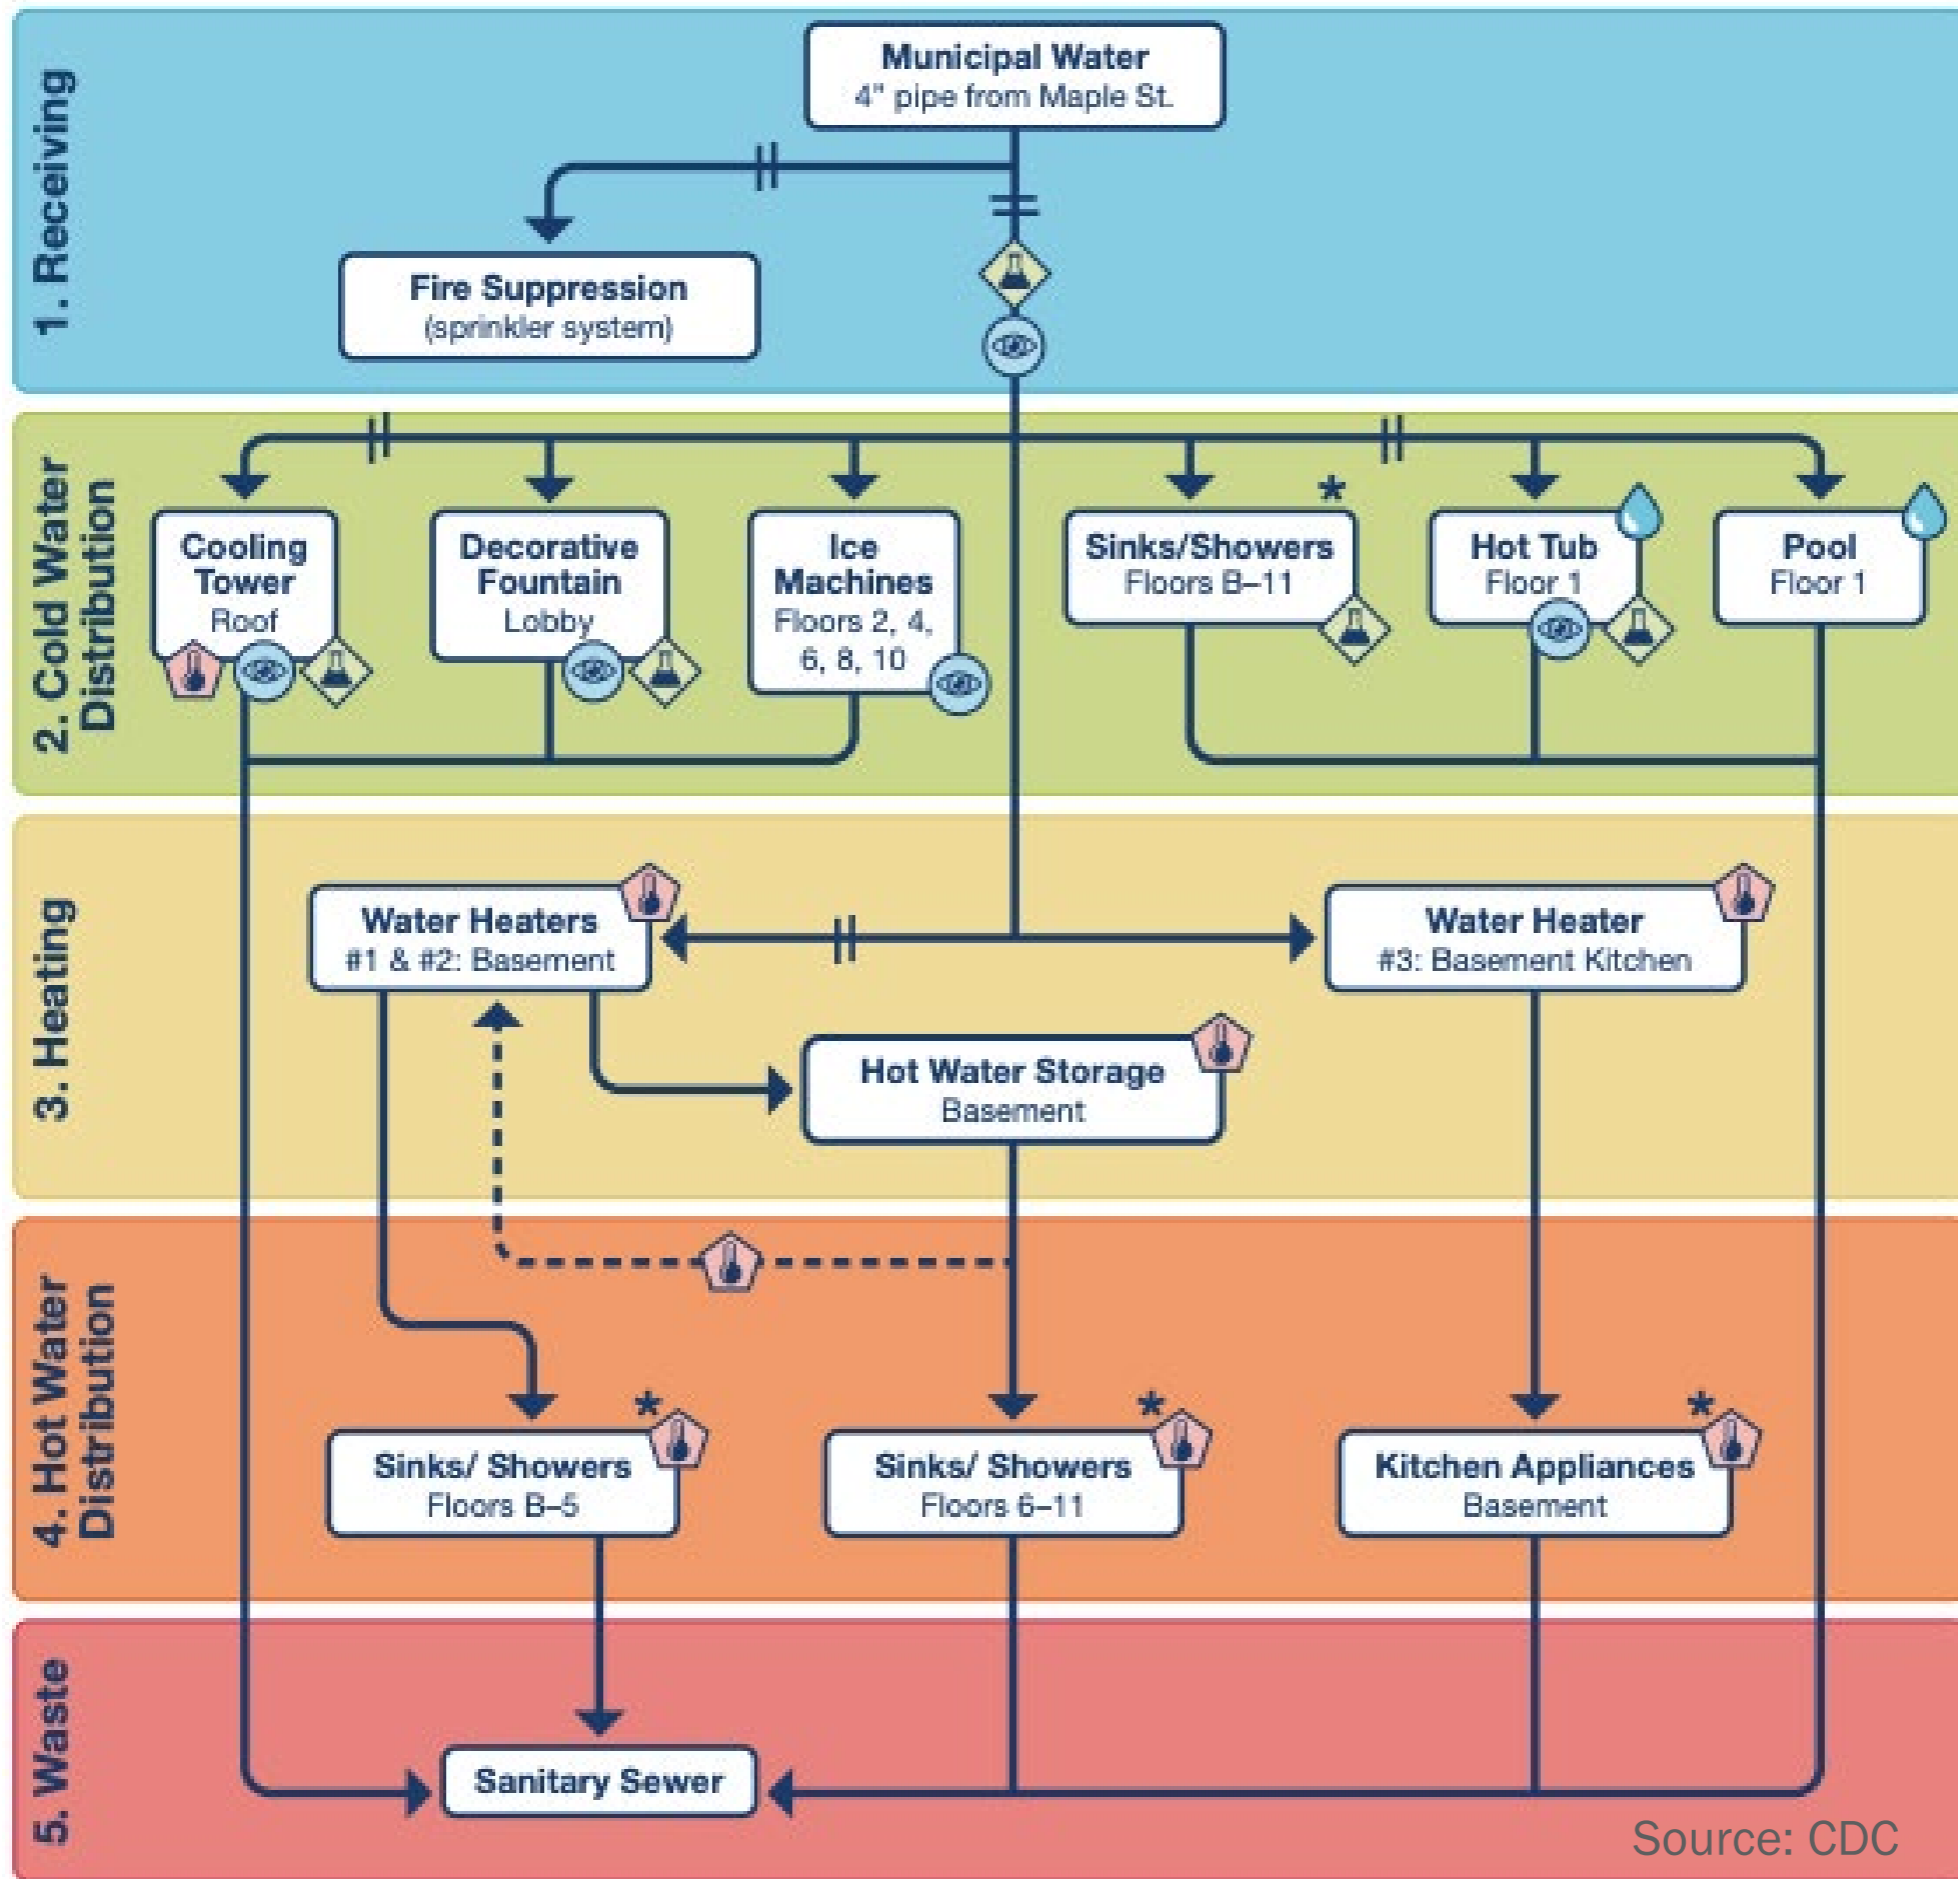 1. Receiving
Municipal Water
4" pipe from Maple St.
Fire Suppression
(sprinkler system)
2. Cold Water
Distribution
Cooling
Tower
Roof
Decorative
Fountain
Lobby
Ice
Machines
Floors 2, 4,
6, 8, 10
*
Sinks/Showers
Floors B–11
Hot Tub
Floor 1
Pool
Floor 1
3. Heating
Water Heaters
#1 & #2: Basement
Water Heater
#3: Basement Kitchen
Hot Water Storage
Basement
4. Hot Water
Distribution
*
Sinks/ Showers
Floors B–5
*
Sinks/ Showers
Floors 6–11
*
Kitchen Appliances
Basement
5. Waste
Sanitary Sewer
Source: CDC